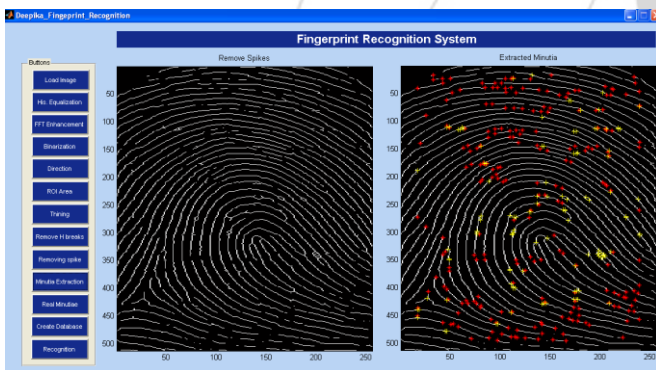 Deepika_Fingeprint_Recognition
Fingerprint Recognition System
Buttons
Load Image
His. Equalization
FFT Enhancement
Binarization
Direction
ROI Area
Thining
Remove H breaks
Removing spike
Minutia Extraction
Real Minutiae
Create Database
Recognition
Remove Spikes
50
100
150
200
250
300
350
400
450
500
50 100 150 200 250
Extracted Minutia
50
100
150
200
250
300
350
400
450
500
50 100 150 200 250